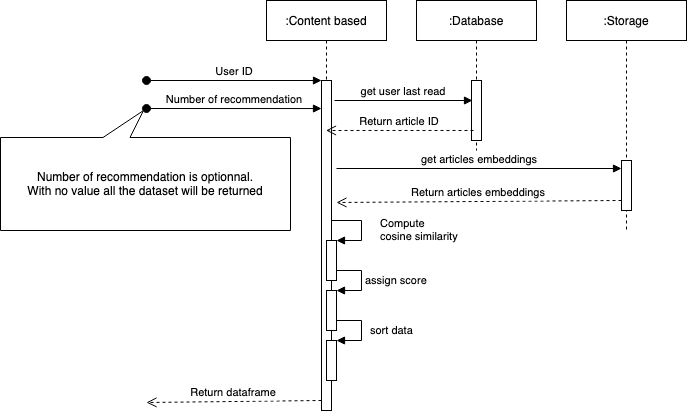 :Content based
:Database
:Storage
User ID
get user last read
Number of recommendation
Return article ID
Number of recommendation is optionnal.
With no value all the dataset will be returned
get articles embeddings
Return articles embeddings
Compute
cosine similarity
assign score
sort data
Return dataframe